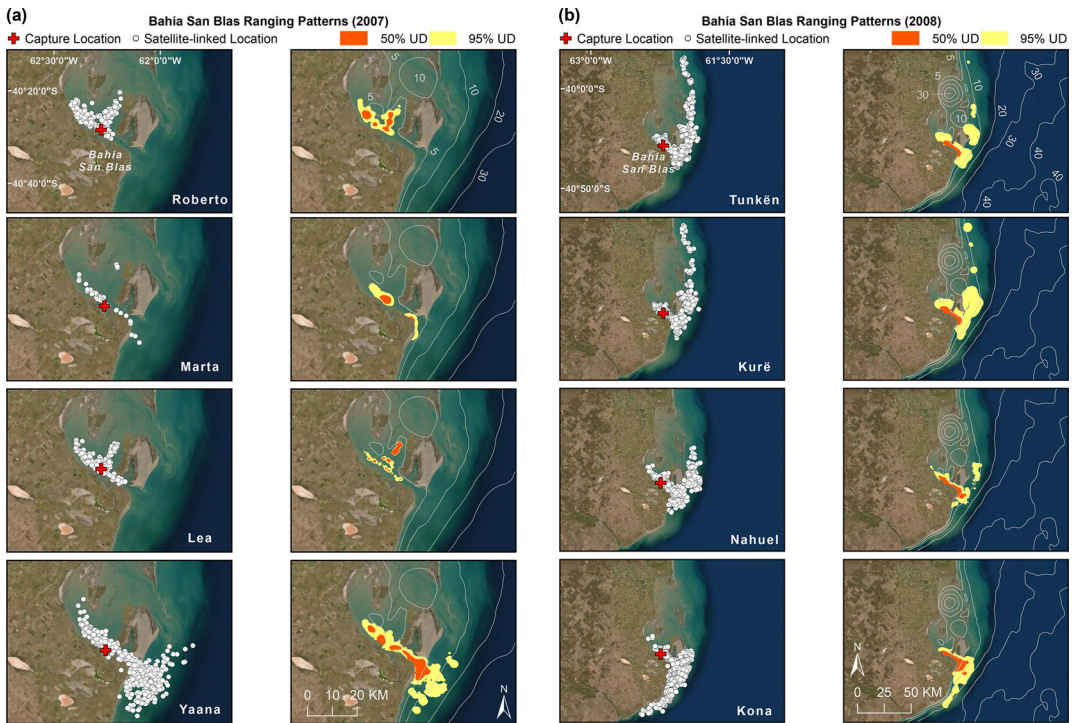 (a)
Bahía San Blas Ranging Patterns (2007)
Capture Location
Satellite-linked Location
50% UD
95% UD
62°30'0"W
62°0'0"W
40°20'0"S
40°40'0"S
Bahía
San Blas
Roberto
5
10
5
10
20
5
30
Marta
Lea
Yaana
0 10 20 KM
N
(b)
Bahía San Blas Ranging Patterns (2008)
Capture Location
Satellite-linked Location
50% UD
95% UD
63°0'0"W
61°30'0"W
40°0'0"S
40°50'0"S
Bahía
San Blas
Tunkën
5
5
10
30
30
20
10
30
40
40
40
Kurë
Nahuel
Kona
N
0 25 50 KM